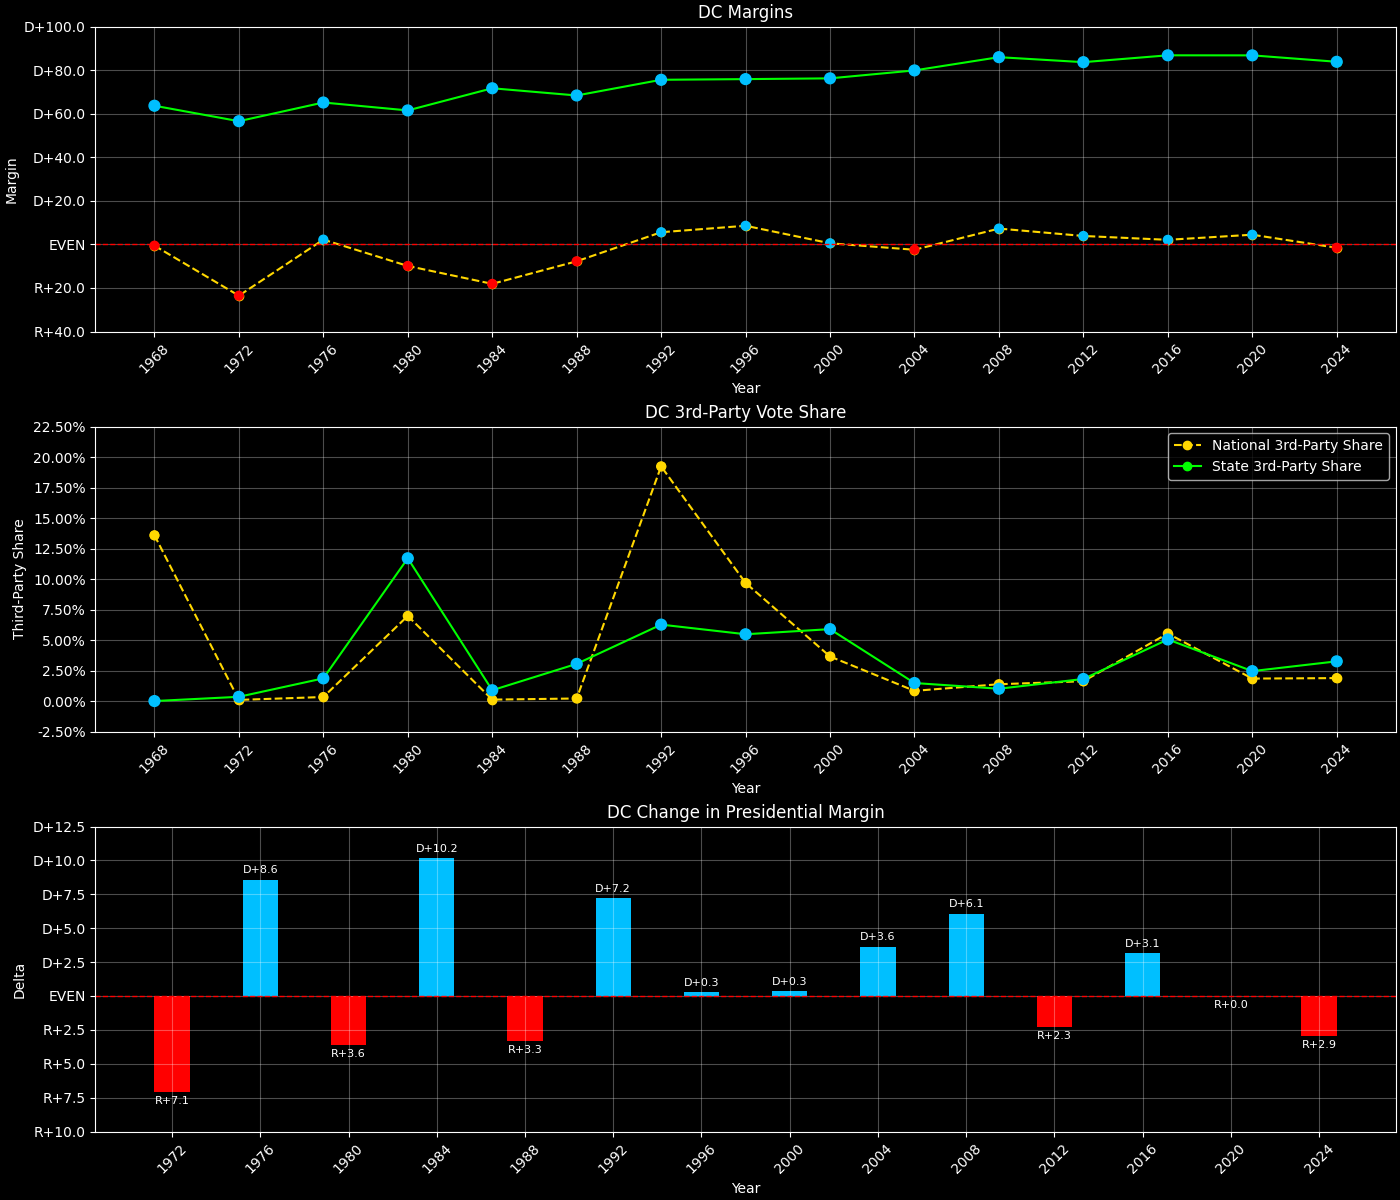 DC Margins
D+100.0
D+80.0
D+60.0
D+40.0
D+20.0
EVEN
R+20.0
R+40.0
Margin
1968
1972
1976
1980
1984
1988
1992
1996
2000
2004
2008
2012
2016
2020
2024
Year
DC 3rd-Party Vote Share
22.50%
20.00%
17.50%
15.00%
12.50%
10.00%
7.50%
5.00%
2.50%
0.00%
-2.50%
Third-Party Share
National 3rd-Party Share
State 3rd-Party Share
1968
1972
1976
1980
1984
1988
1992
1996
2000
2004
2008
2012
2016
2020
2024
Year
DC Change in Presidential Margin
D+12.5
D+10.0
D+7.5
D+5.0
D+2.5
EVEN
R+2.5
R+5.0
R+7.5
R+10.0
Delta
R+7.1
D+8.6
R+3.6
D+10.2
R+3.3
D+7.2
D+0.3
D+0.3
D+3.6
D+6.1
R+2.3
D+3.1
R+0.0
R+2.9
1972
1976
1980
1984
1988
1992
1996
2000
2004
2008
2012
2016
2020
2024
Year